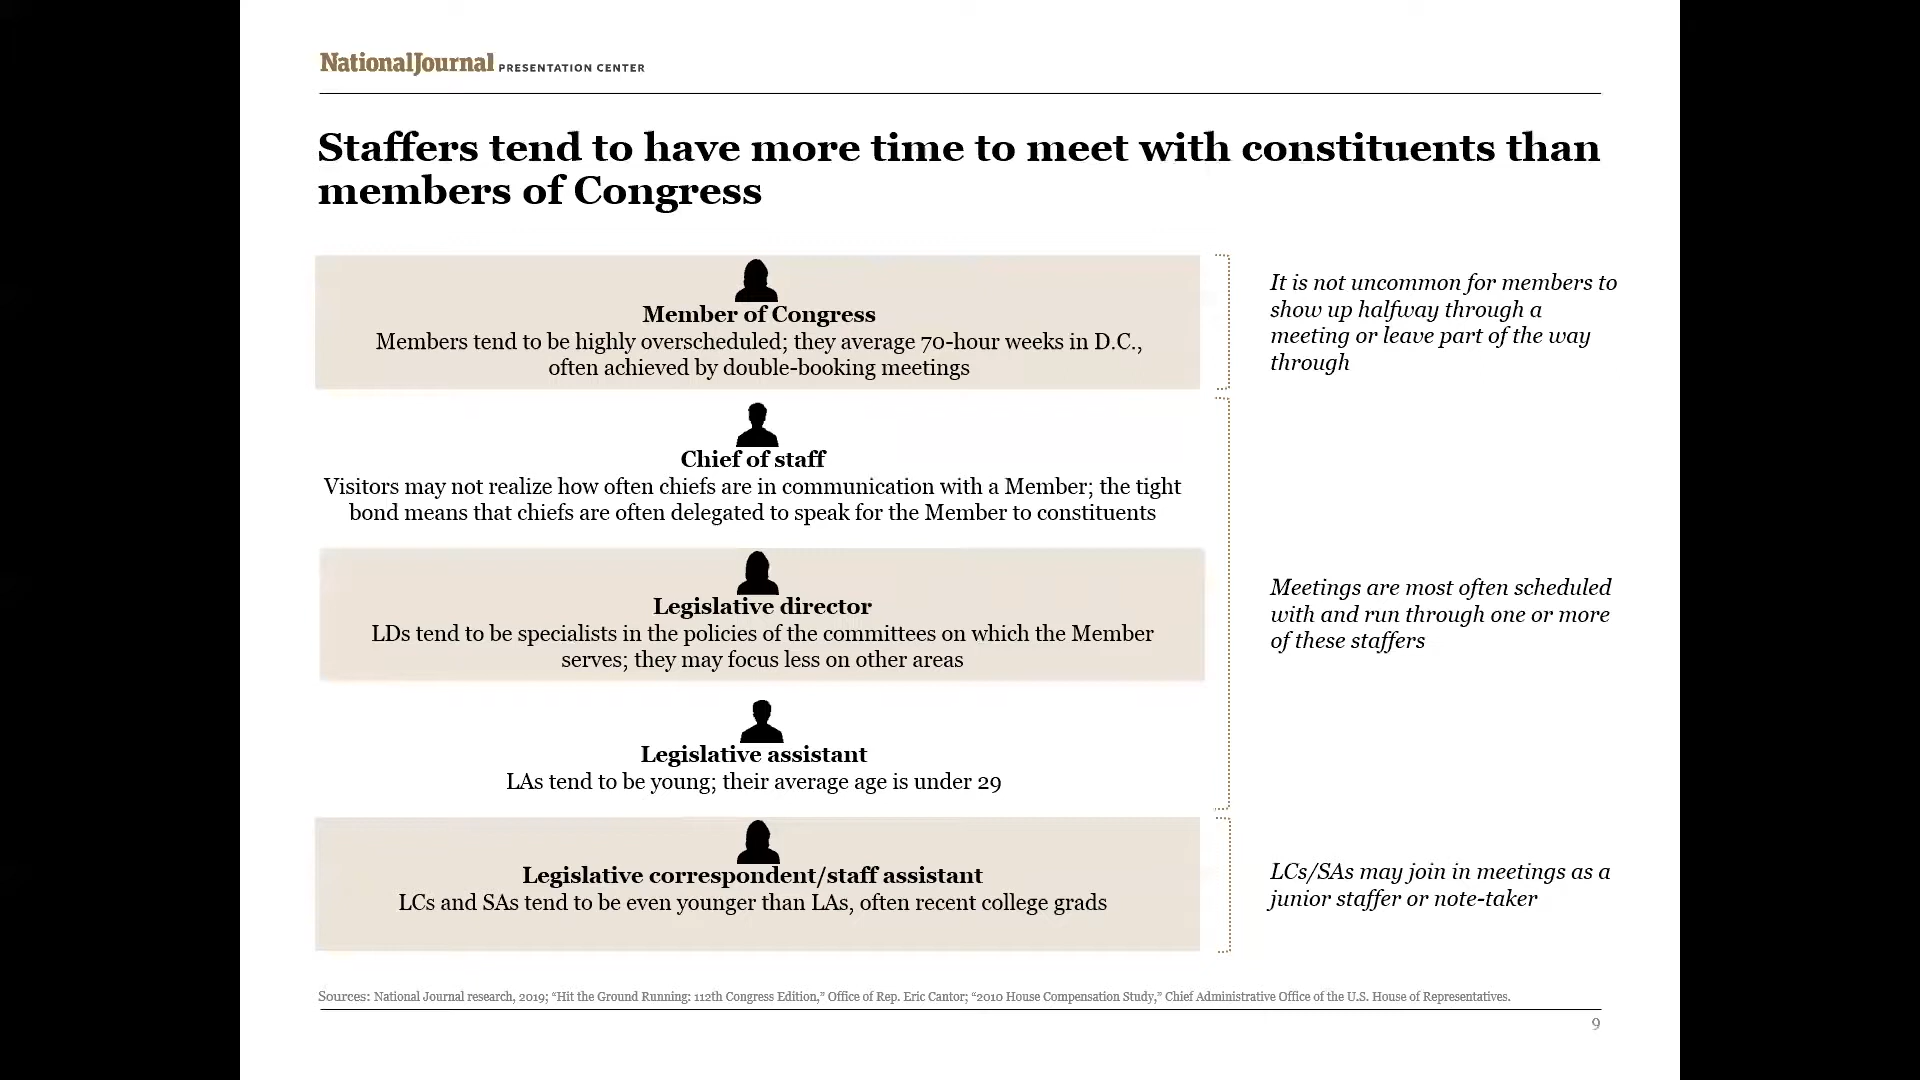 NationalJournal PRESENTATION CENTER
Staffers tend to have more time to meet with constituents than
members of Congress
Member of Congress
Members tend to be highly overscheduled; they average 70-hour weeks in D.C.,
often achieved by double-booking meetings
It is not uncommon for members to
show up halfway through a
meeting or leave part of the way
through
Chief of staff
Visitors may not realize how often chiefs are in communication with a Member; the tight
bond means that chiefs are often delegated to speak for the Member to constituents
Legislative director
LDs tend to be specialists in the policies of the committees on which the Member
serves; they may focus less on other areas
Legislative assistant
LAs tend to be young; their average age is under 29
Meetings are most often scheduled
with and run through one or more
of these staffers
Legislative correspondent/staff assistant
LCs and SAs tend to be even younger than LAs, often recent college grads
LCs/SAs may join in meetings as a
junior staffer or note-taker
Sources: National Journal research, 2019; “Hit the Ground Running: 112th Congress Edition,” Office of Rep. Eric Cantor; “2010 House Compensation Study,” Chief Administrative Office of the U.S. House of Representatives.
9